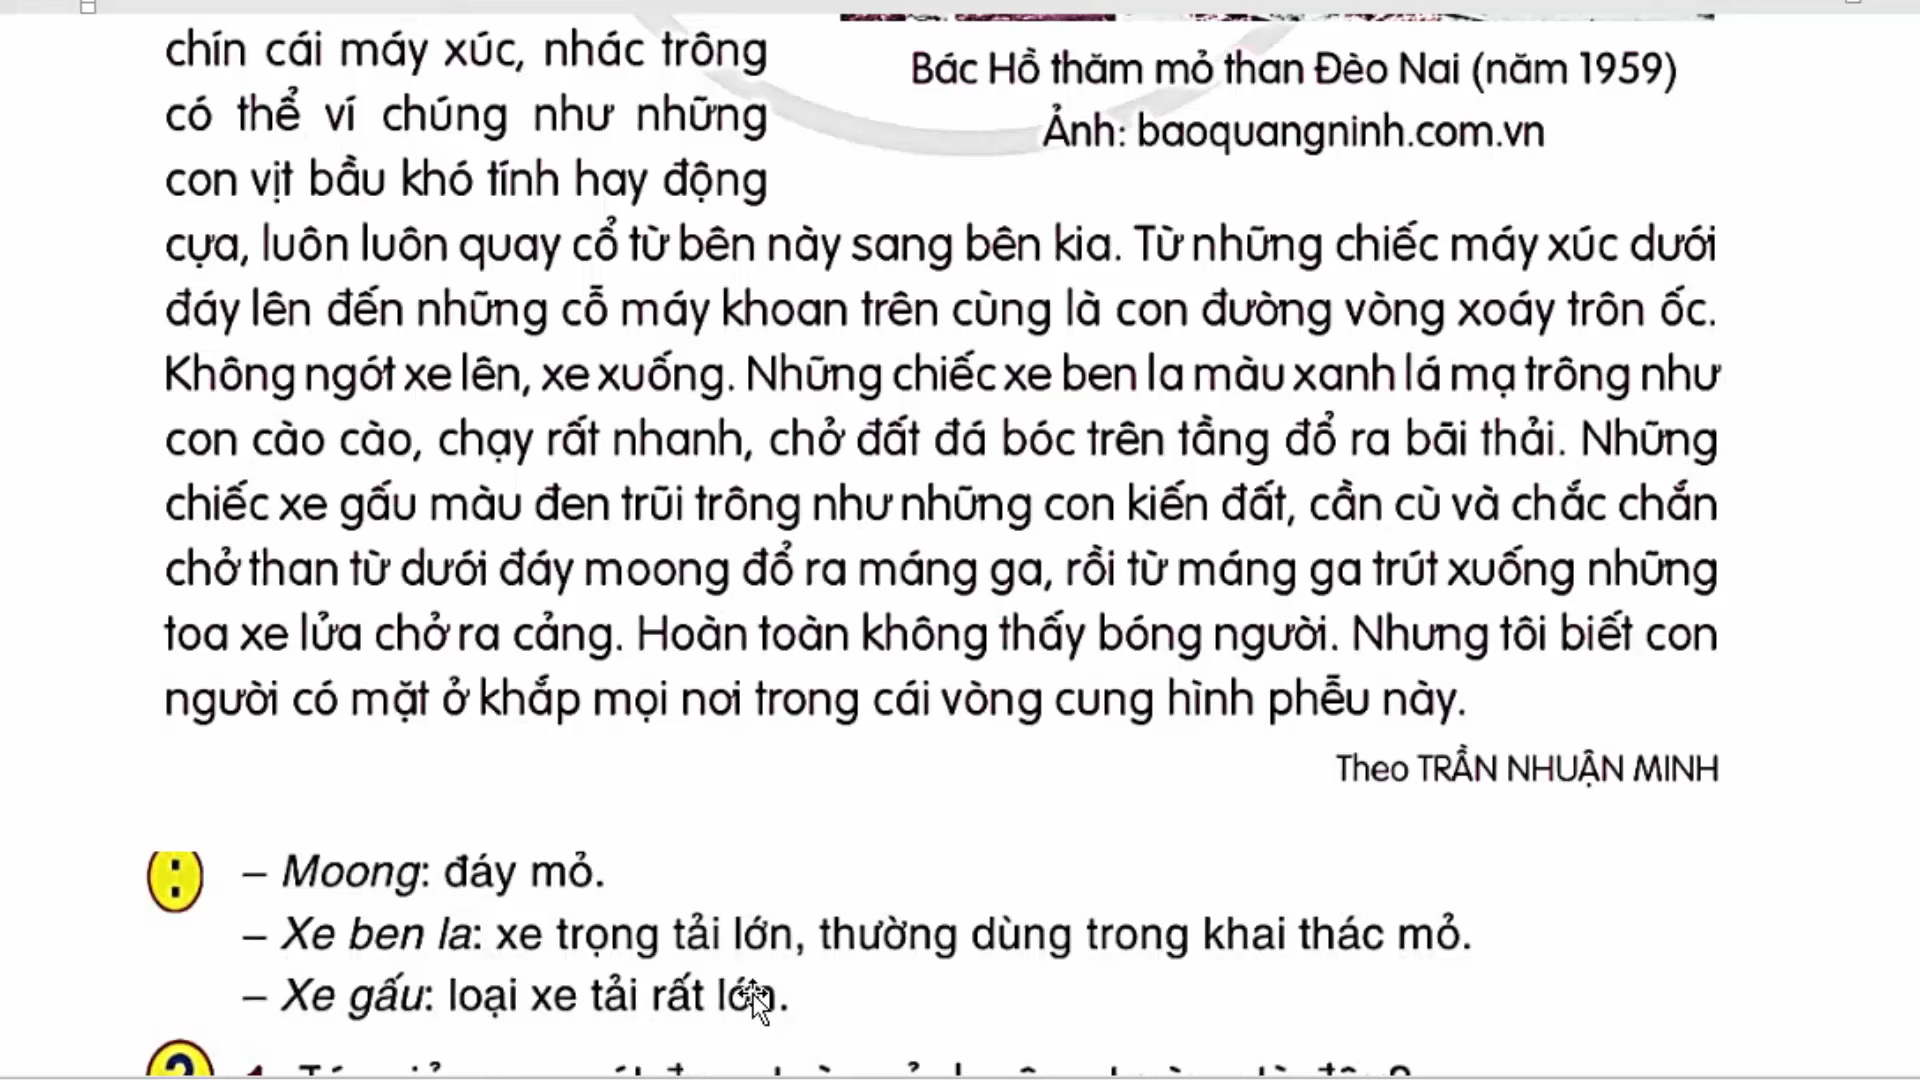 chín cái máy xúc, nhác trông
có thể ví chúng như những
con vịt bầu khó tính hay động
Bác Hồ thăm mỏ than Đèo Nai (năm 1959)
Ảnh: baoquangninh.com.vn
cựa, luôn luôn quay cổ từ bên này sang bên kia. Từ những chiếc máy xúc dưới
đáy lên đến những cỗ máy khoan trên cùng là con đường vòng xoáy trôn ốc.
Không ngớt xe lên, xe xuống. Những chiếc xe ben la màu xanh lá mạ trông như
con cào cào, chạy rất nhanh, chở đất đá bóc trên tầng đổ ra bãi thải. Những
chiếc xe gấu màu đen trũi trông như những con kiến đất, cần cù và chắc chắn
chở than từ dưới đáy moong đổ ra máng ga, rồi từ máng ga trút xuống những
toa xe lửa chở ra cảng. Hoàn toàn không thấy bóng người. Nhưng tôi biết con
người có mặt ở khắp mọi nơi trong cái vòng cung hình phễu này.
Theo TRẦN NHUẬN MINH
– Moong: đáy mỏ.
– Xe ben la: xe trọng tải lớn, thường dùng trong khai thác mỏ.
– Xe gấu: loại xe tải rất lớn.